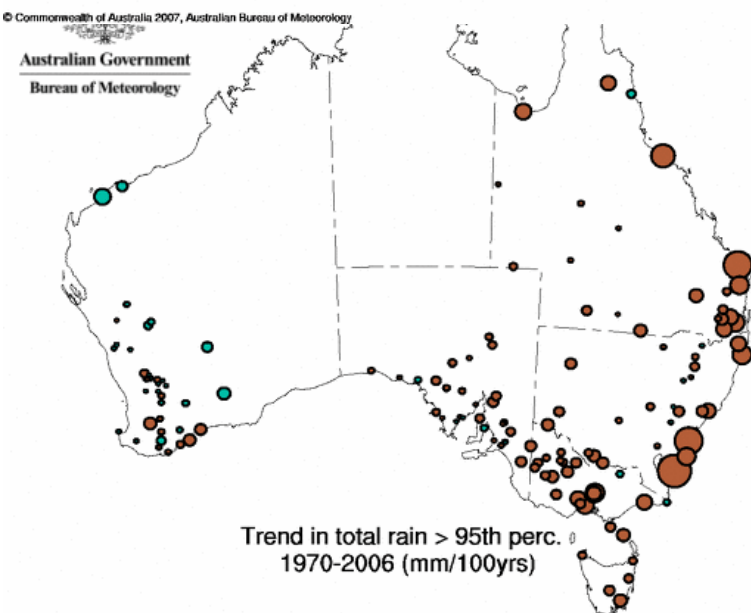 © Commonwealth of Australia 2007, Australian Bureau of Meteorology
Australian Government
Bureau of Meteorology
Trend in total rain > 95th perc.
1970-2006 (mm/100yrs)